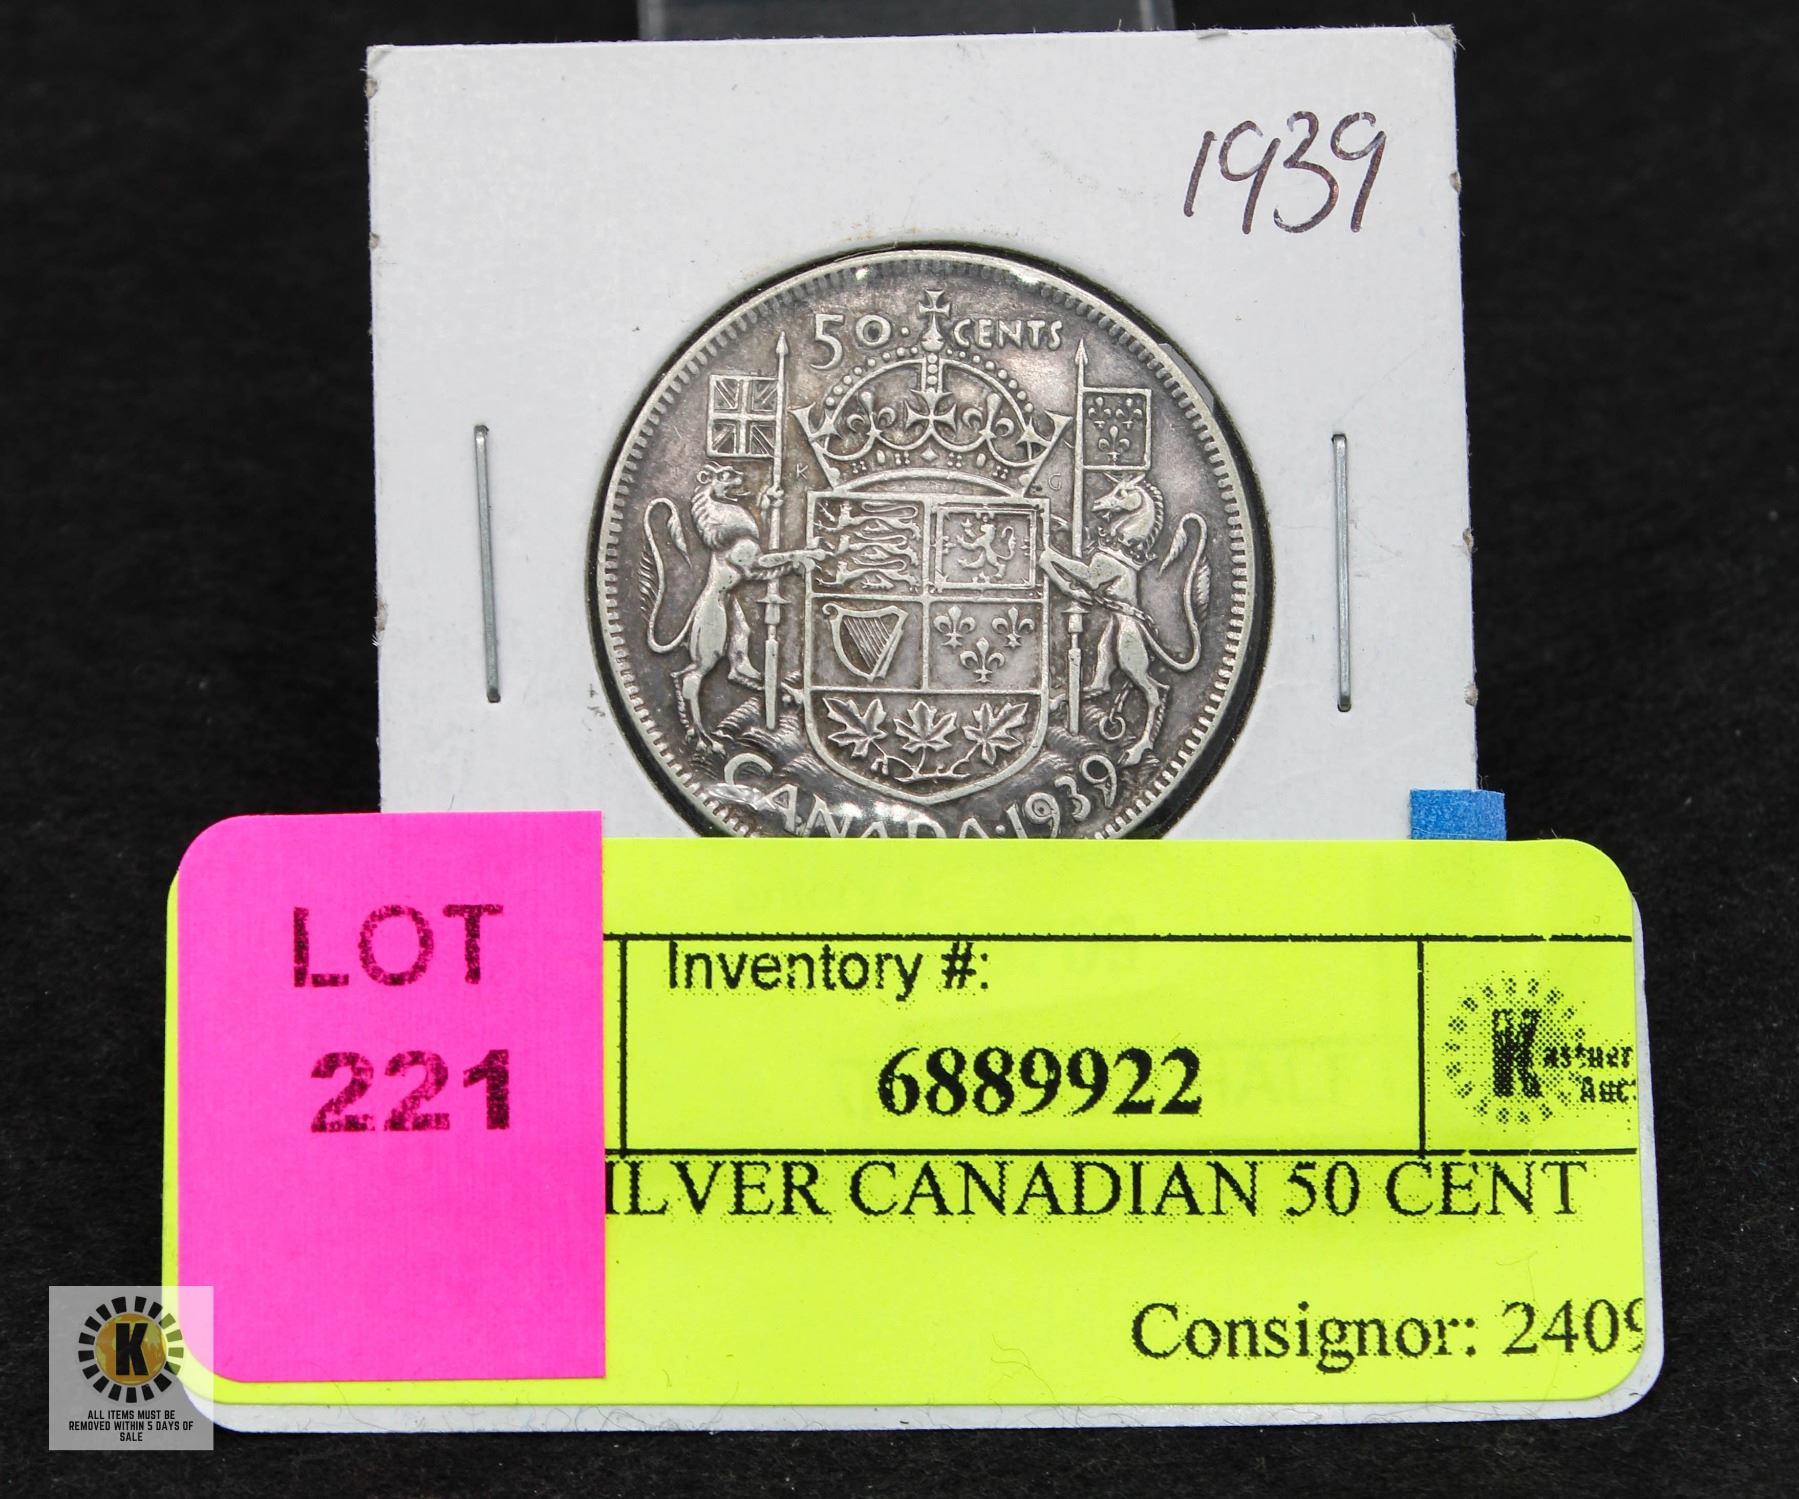 1939
50 · CENTS
K G
CANADA · 1939
LOT
221
Inventory #:
6889922
ILVER CANADIAN 50 CENT
Consignor: 240
K
ALL ITEMS MUST BE
REMOVED WITHIN 5 DAYS OF
SALE